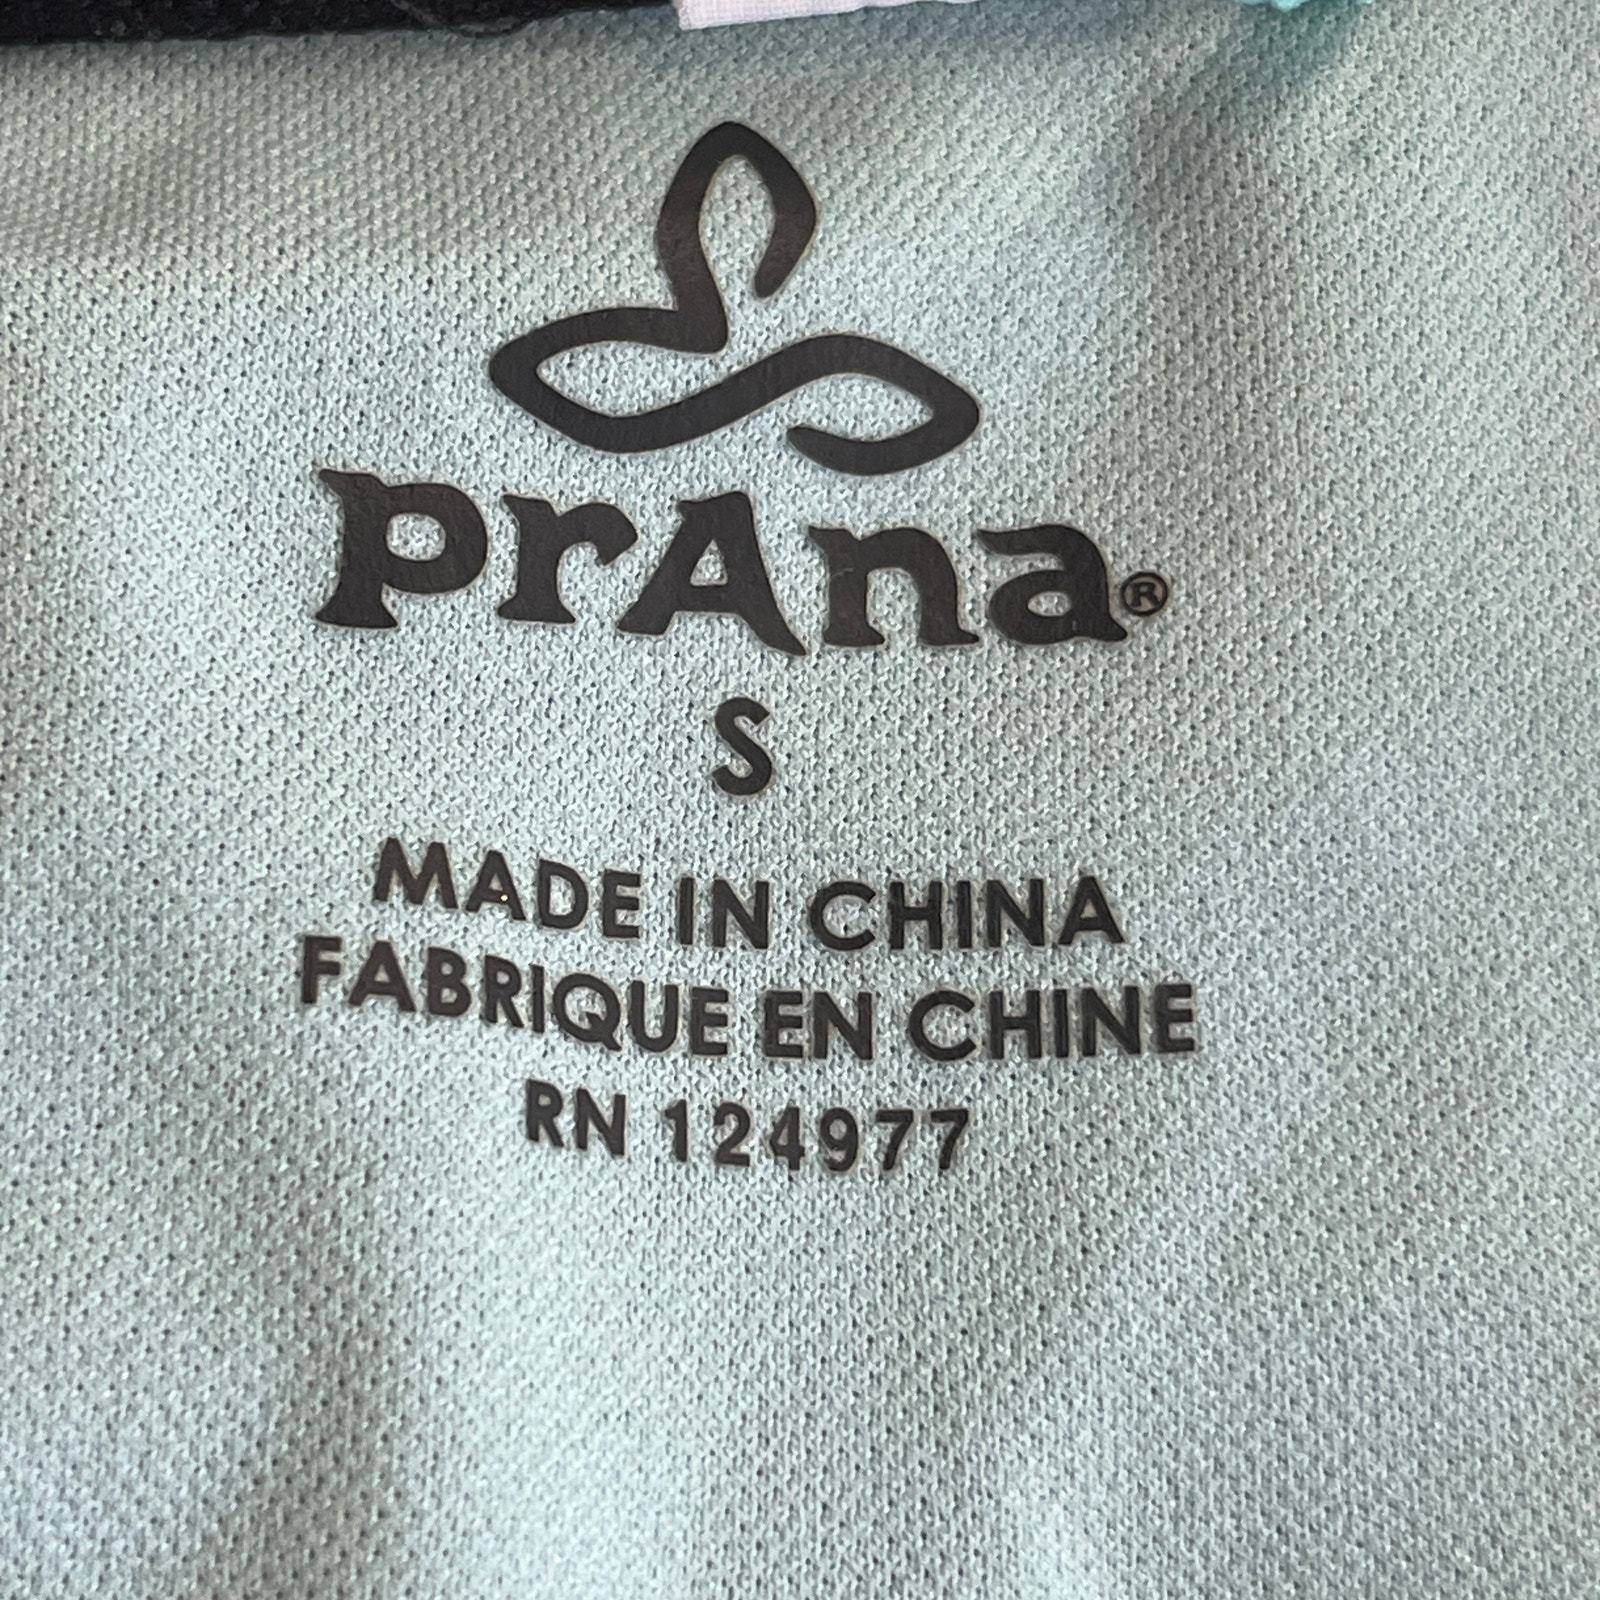 prAna®
S
MADE IN CHINA
FABRIQUE EN CHINE
RN 124977